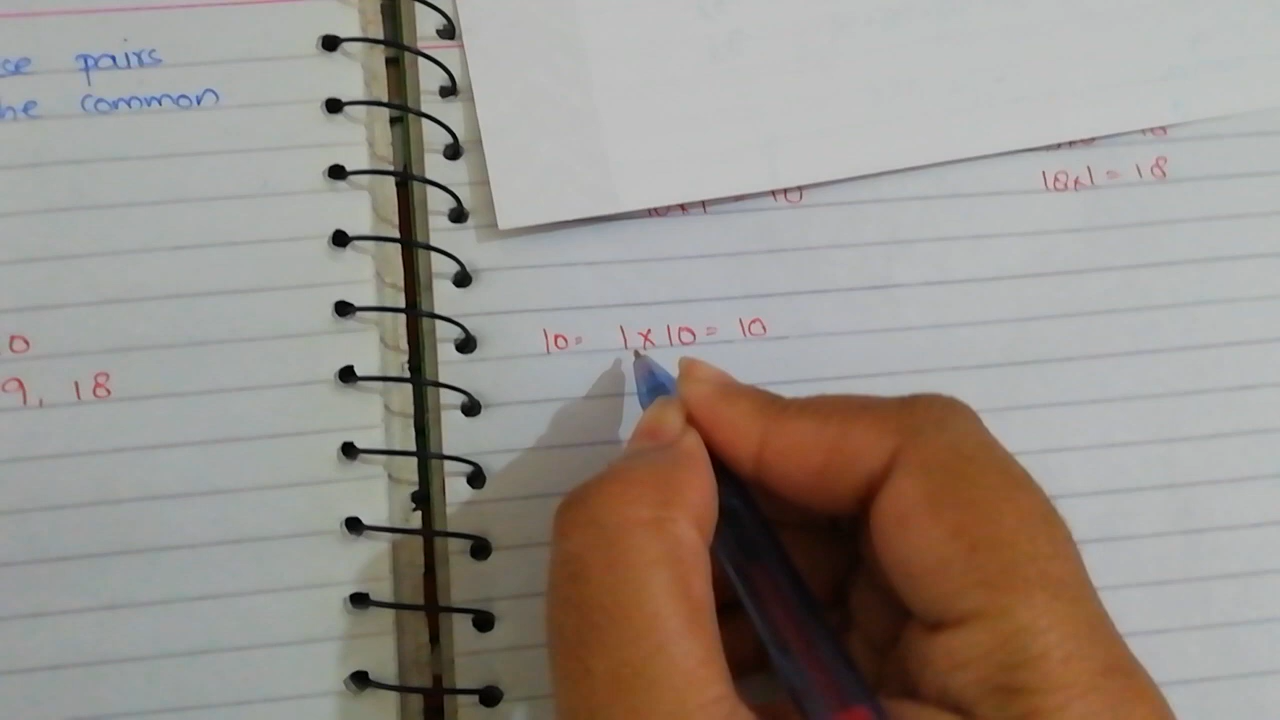 se pairs
he common
0
9, 18
18x1 = 18
10= 1x10= 10